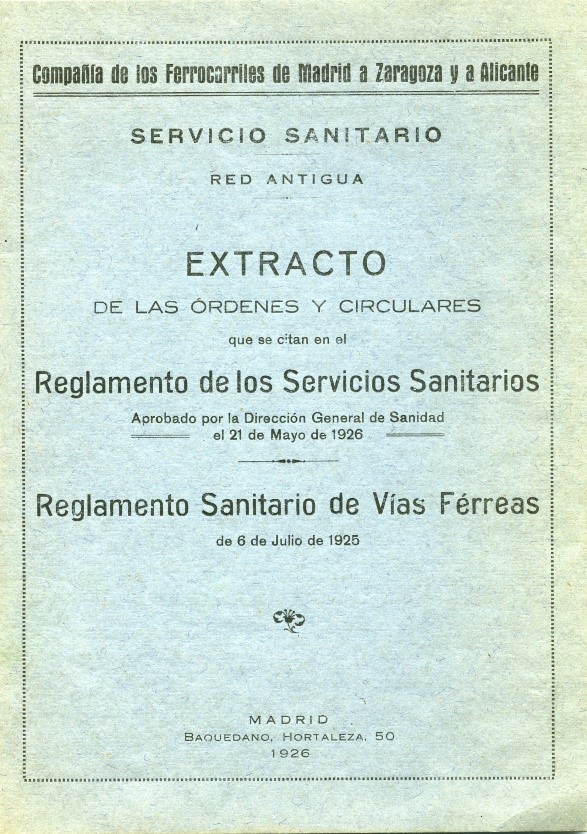 Compañía de los Ferrocarriles de Madrid a Zaragoza y a Alicante
SERVICIO SANITARIO
RED ANTIGUA
EXTRACTO
DE LAS ÓRDENES Y CIRCULARES
que se citan en el
Reglamento de los Servicios Sanitarios
Aprobado por la Dirección General de Sanidad
el 21 de Mayo de 1926
Reglamento Sanitario de Vías Férreas
de 6 de Julio de 1925
MADRID
BAQUEDANO, HORTALEZA, 50
1926